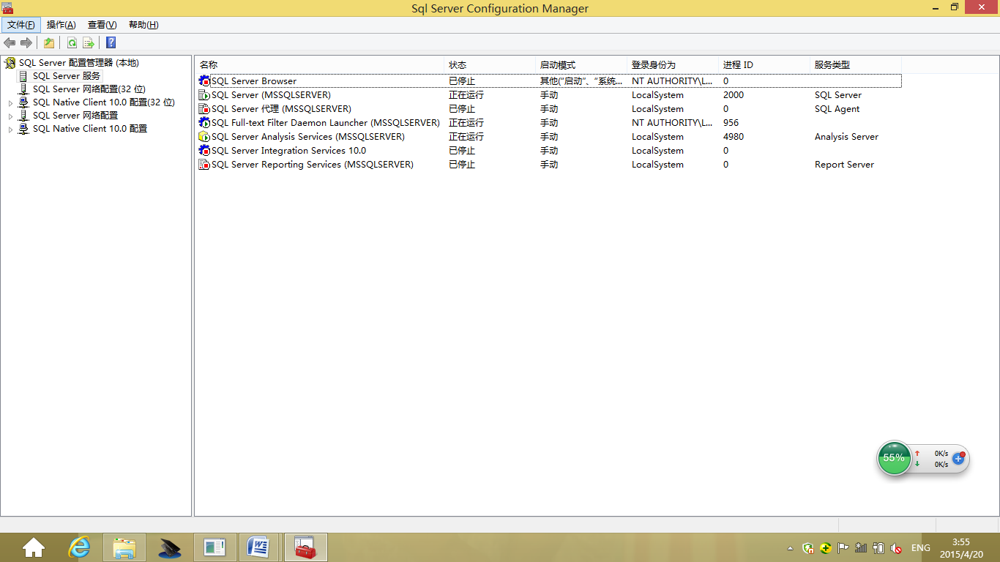 Sql Server Configuration Manager
文件(F) 操作(A) 查看(V) 帮助(H)
SQL Server 配置管理器 (本地)
SQL Server 服务
SQL Server 网络配置(32 位)
SQL Native Client 10.0 配置(32 位)
SQL Server 网络配置
SQL Native Client 10.0 配置
名称 状态 启动模式 登录身份为 进程 ID 服务类型
SQL Server Browser 已停止 其他("启动"、"系统... NT AUTHORITY\L... 0
SQL Server (MSSQLSERVER) 正在运行 手动 LocalSystem 2000 SQL Server
SQL Server 代理 (MSSQLSERVER) 已停止 手动 LocalSystem 0 SQL Agent
SQL Full-text Filter Daemon Launcher (MSSQLSERVER) 正在运行 手动 NT AUTHORITY\L... 956
SQL Server Analysis Services (MSSQLSERVER) 正在运行 手动 LocalSystem 4980 Analysis Server
SQL Server Integration Services 10.0 已停止 手动 LocalSystem 0
SQL Server Reporting Services (MSSQLSERVER) 已停止 手动 LocalSystem 0 Report Server
55% 0K/s
0K/s
ENG 3:55
2015/4/20